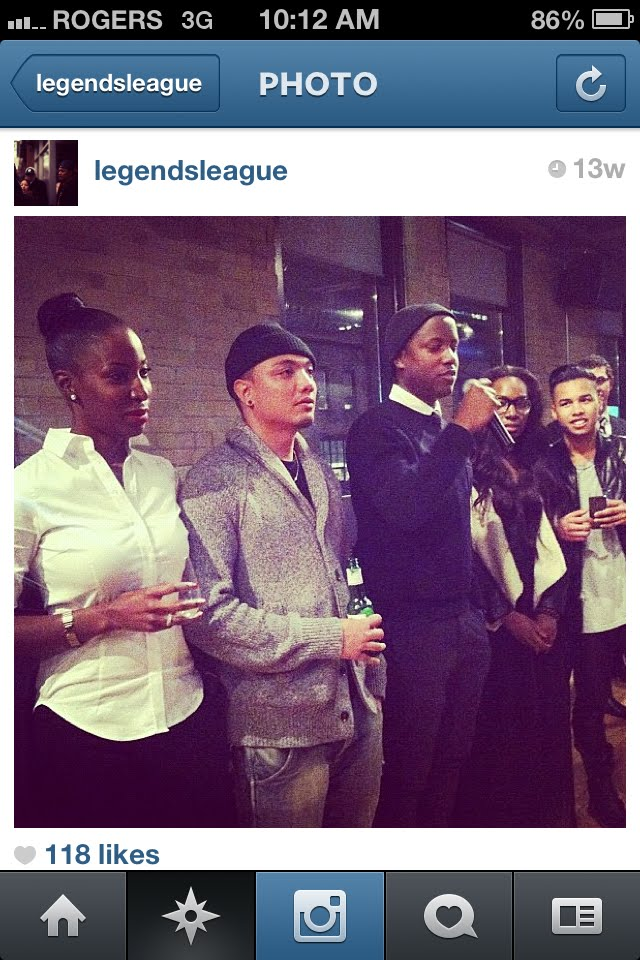 ROGERS 3G 10:12 AM 86%
legendsleague PHOTO
legendsleague 13w
118 likes